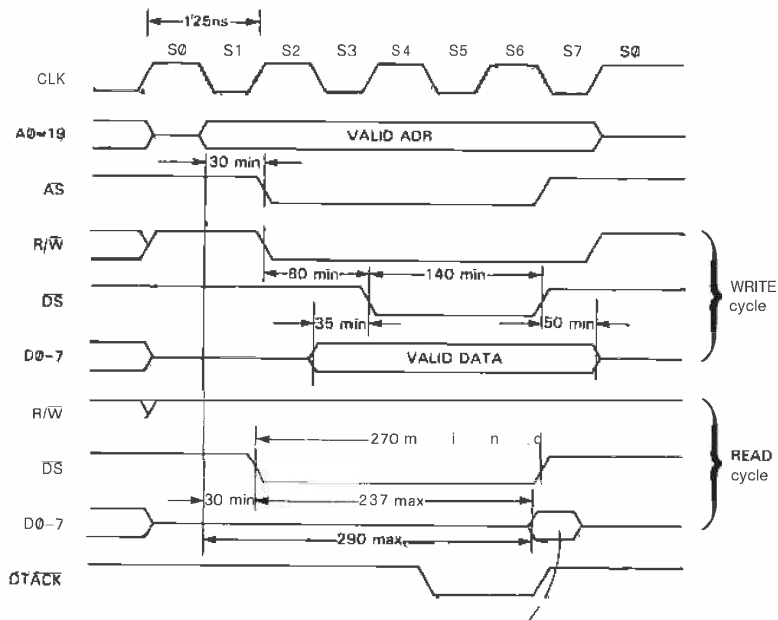 125ns
S0 S1 S2 S3 S4 S5 S6 S7 S0
CLK
A0-19 VALID ADR
30 min
AS
R/W
80 min 140 min
DS
WRITE
cycle
35 min 50 min
D0-7 VALID DATA
R/W
270 m i n d
DS
READ
cycle
30 min 237 max
D0-7
290 max
DTACK